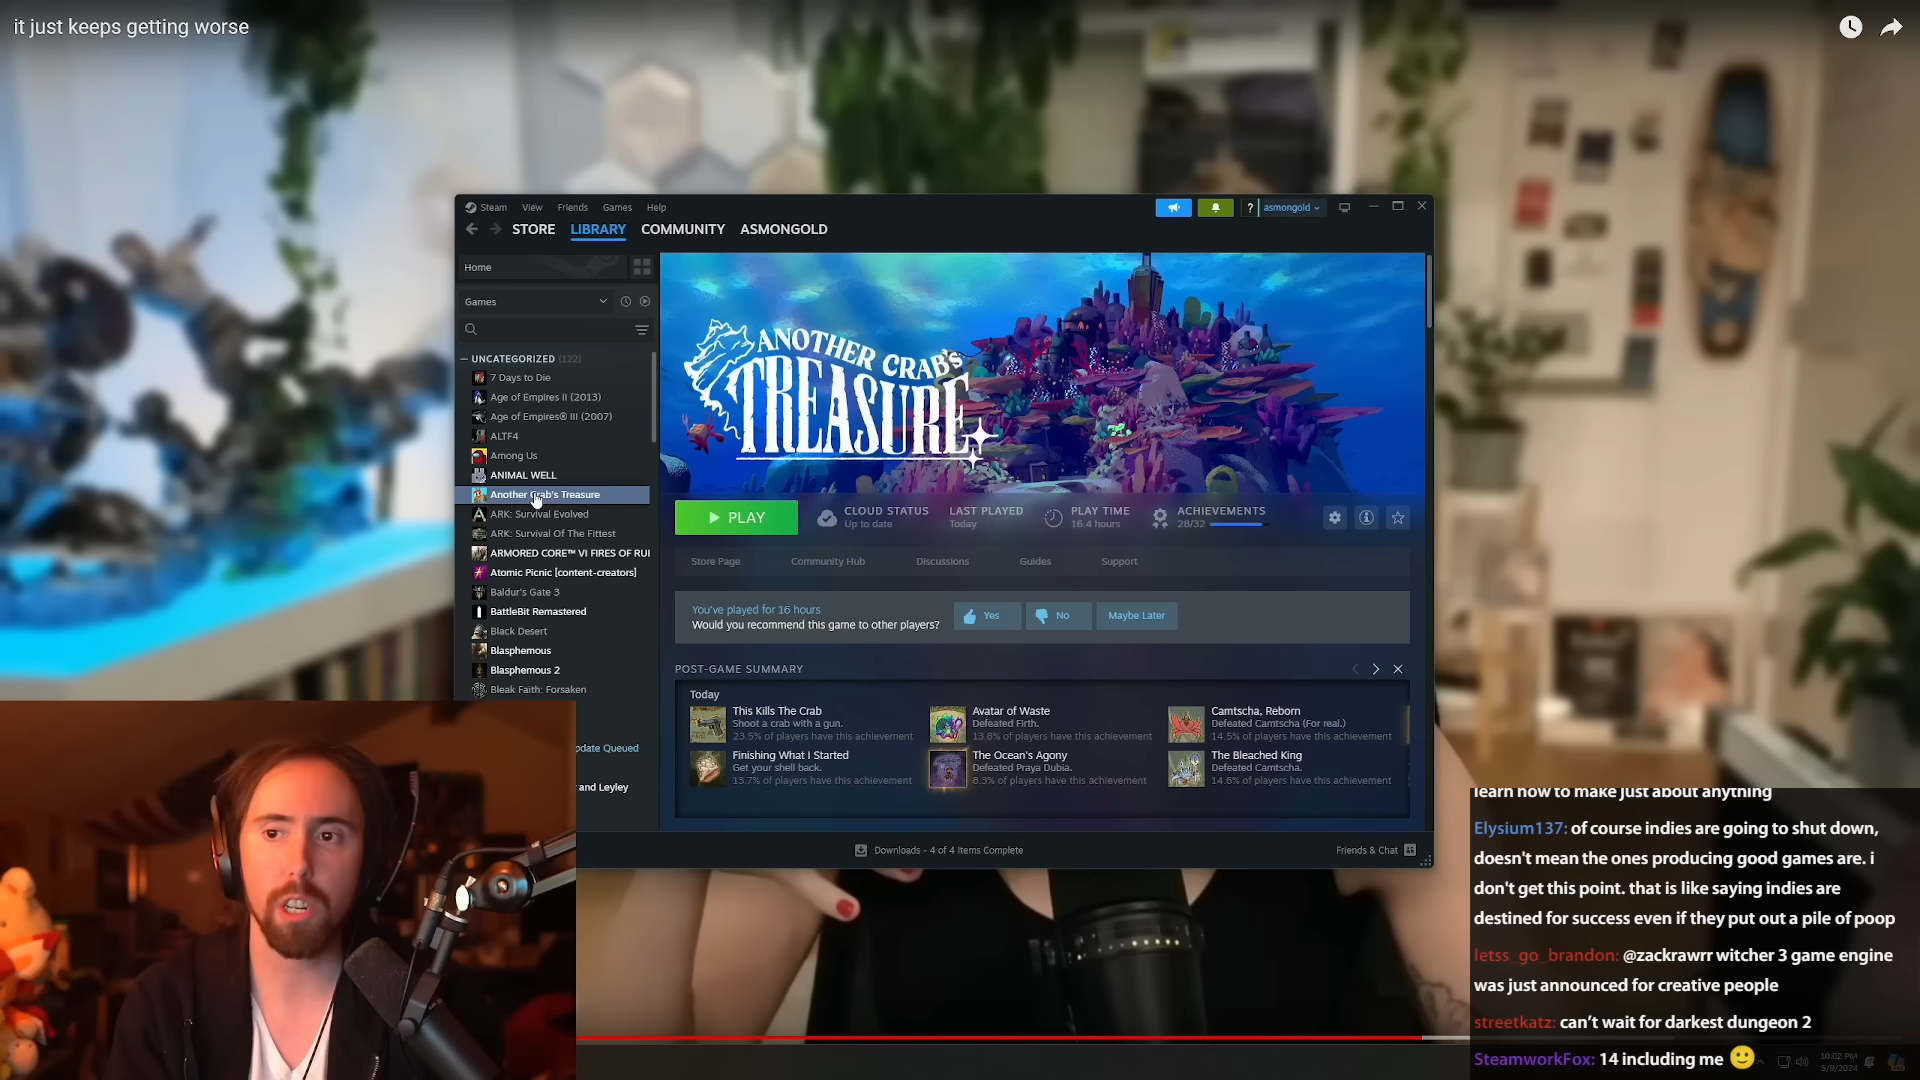 it just keeps getting worse
Steam View Friends Games Help
? asmongold
STORE LIBRARY COMMUNITY ASMONGOLD
Home
Games
UNCATEGORIZED (122)
7 Days to Die
Age of Empires II (2013)
Age of Empires® III (2007)
ALTF4
Among Us
ANIMAL WELL
Another Crab's Treasure
ARK: Survival Evolved
ARK: Survival Of The Fittest
ARMORED CORE™ VI FIRES OF RUI
Atomic Picnic [content-creators]
Baldur's Gate 3
BattleBit Remastered
Black Desert
Blasphemous
Blasphemous 2
Bleak Faith: Forsaken
pdate Queued
and Leyley
ANOTHER CRAB'S
TREASURE
PLAY
CLOUD STATUS
Up to date
LAST PLAYED
Today
PLAY TIME
16.4 hours
ACHIEVEMENTS
28/32
Store Page Community Hub Discussions Guides Support
You've played for 16 hours
Would you recommend this game to other players?
Yes No Maybe Later
POST-GAME SUMMARY
Today
This Kills The Crab
Shoot a crab with a gun.
23.5% of players have this achievement
Avatar of Waste
Defeated Firth.
13.8% of players have this achievement
Camtscha, Reborn
Defeated Camtscha (For real.)
14.5% of players have this achievement
Finishing What I Started
Get your shell back.
13.7% of players have this achievement
The Ocean's Agony
Defeated Praya Dubia.
8.3% of players have this achievement
The Bleached King
Defeated Camtscha.
14.6% of players have this achievement
Downloads - 4 of 4 Items Complete
Friends & Chat
learn how to make just about anything
Elysium137: of course indies are going to shut down,
doesn't mean the ones producing good games are. i
don't get this point. that is like saying indies are
destined for success even if they put out a pile of poop
letss_go_brandon: @zackrawrr witcher 3 game engine
was just announced for creative people
streetkatz: can't wait for darkest dungeon 2
SteamworkFox: 14 including me
10:02 PM
5/9/2024